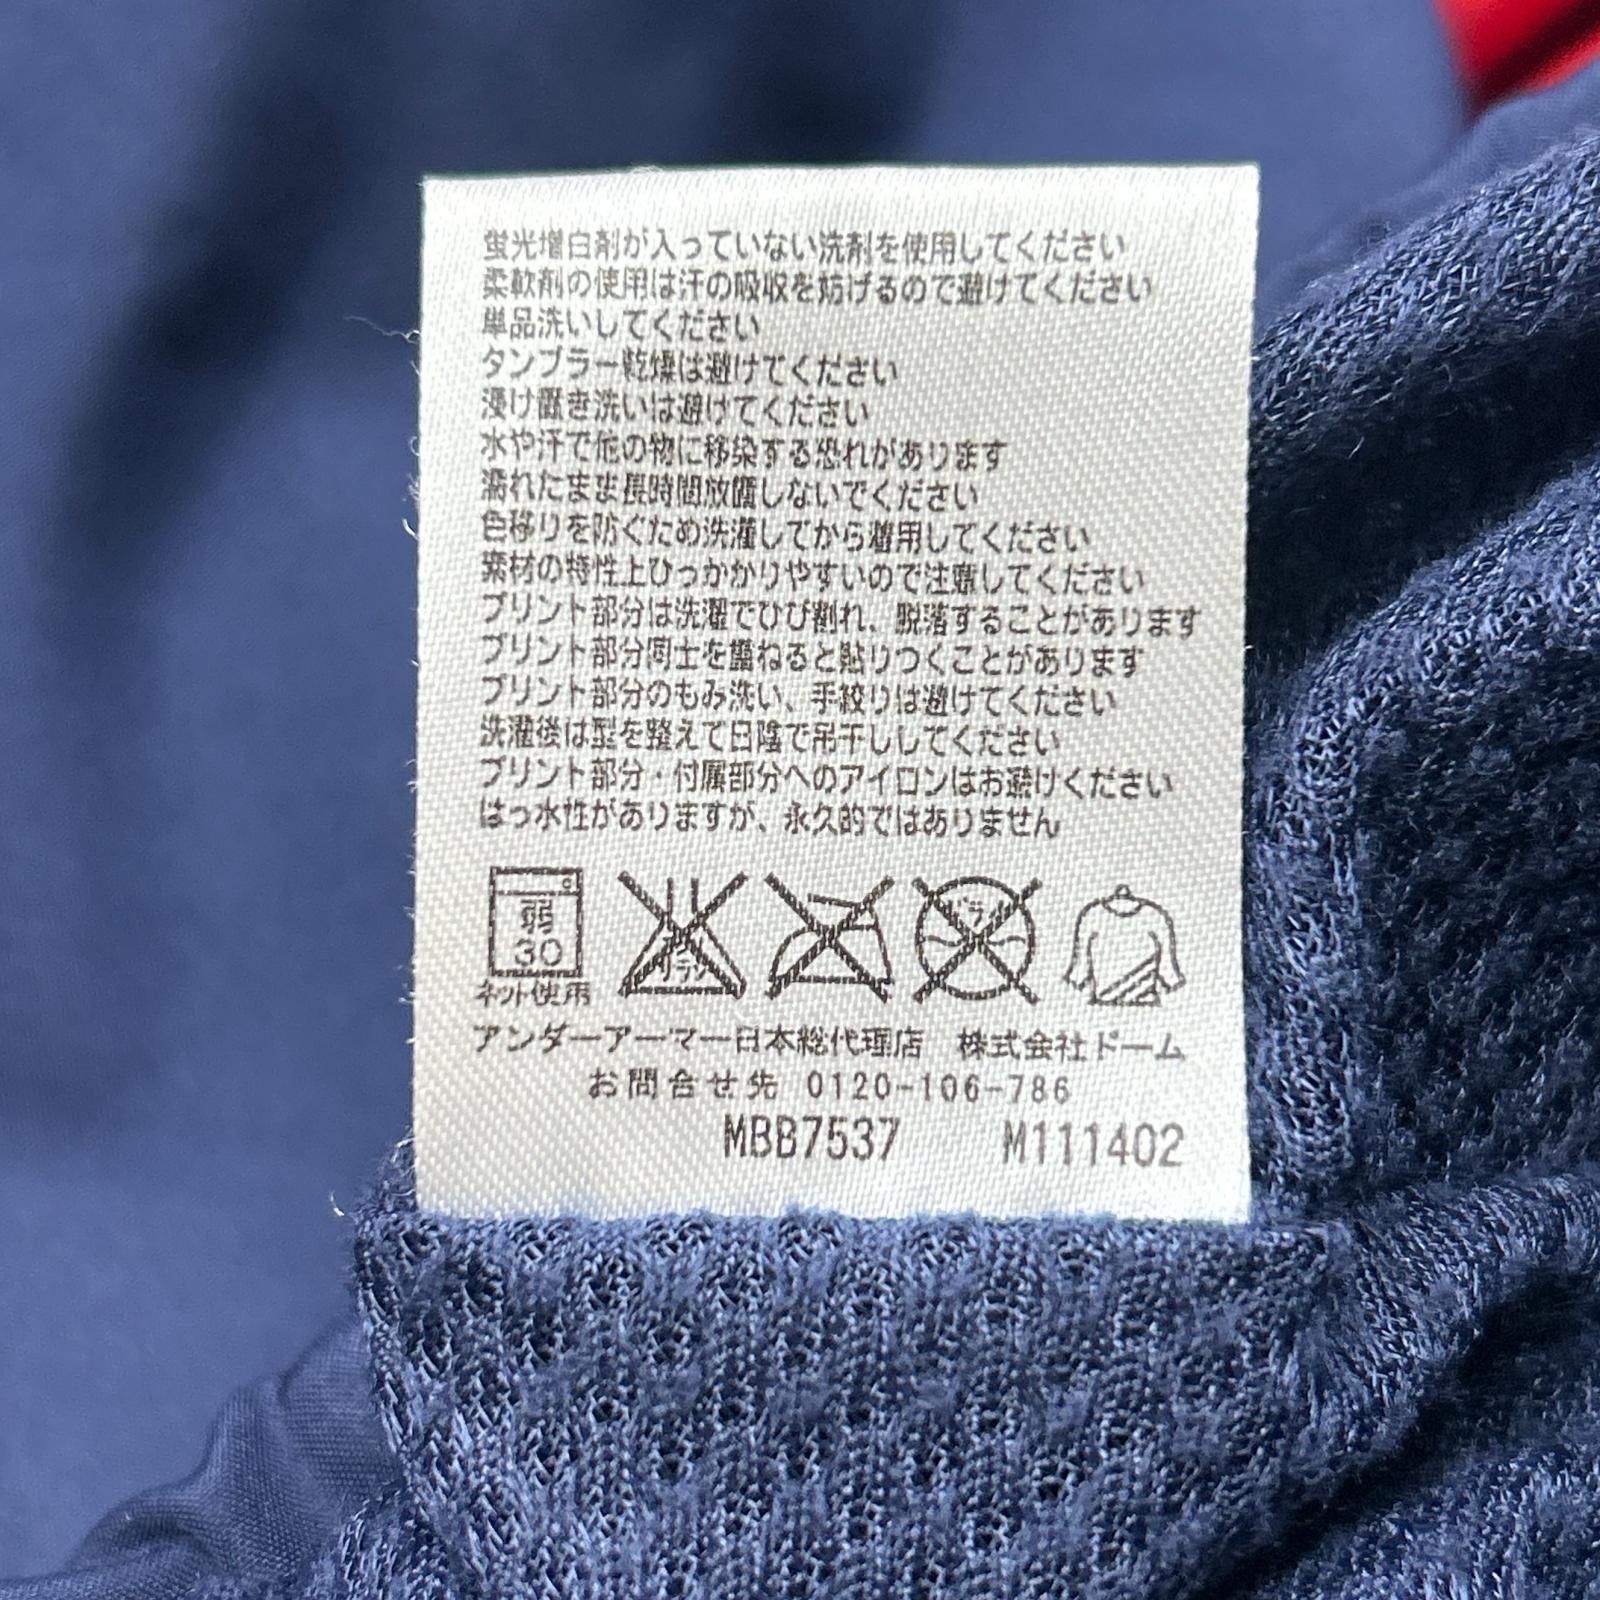 蛍光増白剤が入っていない洗剤を使用してください
柔軟剤の使用は汗の吸収を妨げるので避けてください
単品洗いしてください
タンブラー乾燥は避けてください
浸け置き洗いは避けてください
水や汗で他の物に移染する恐れがあります
濡れたまま長時間放置しないでください
色移りを防ぐため洗濯してから着用してください
素材の特性上ひっかかりやすいので注意してください
プリント部分は洗濯でひび割れ、脱落することがあります
プリント部分同士を重ねると貼りつくことがあります
プリント部分のもみ洗い、手絞りは避けてください
洗濯後は型を整えて日陰で吊干ししてください
プリント部分・付属部分へのアイロンはお避けください
はっ水性がありますが、永久的ではありません
弱
30
ネット使用
エンソ
サラシ
ドライ
アンダーアーマー日本総代理店 株式会社ドーム
お問合せ先 0120-106-786
MBB7537 M111402